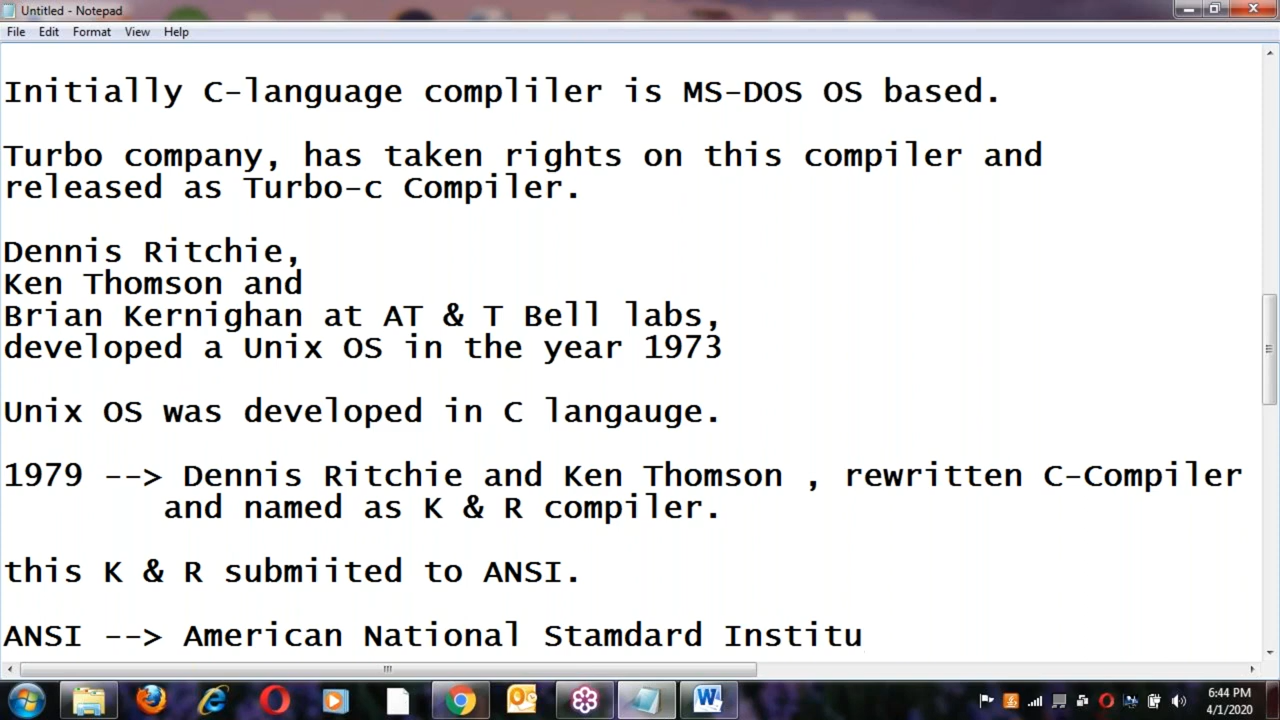 Untitled - Notepad
File Edit Format View Help
Initially C-language compliler is MS-DOS OS based.
Turbo company, has taken rights on this compiler and
released as Turbo-c Compiler.
Dennis Ritchie,
Ken Thomson and
Brian Kernighan at AT & T Bell labs,
developed a Unix OS in the year 1973
Unix OS was developed in C langauge.
1979 --> Dennis Ritchie and Ken Thomson , rewritten C-Compiler
and named as K & R compiler.
this K & R submiited to ANSI.
ANSI --> American National Stamdard Institu
6:44 PM
4/1/2020